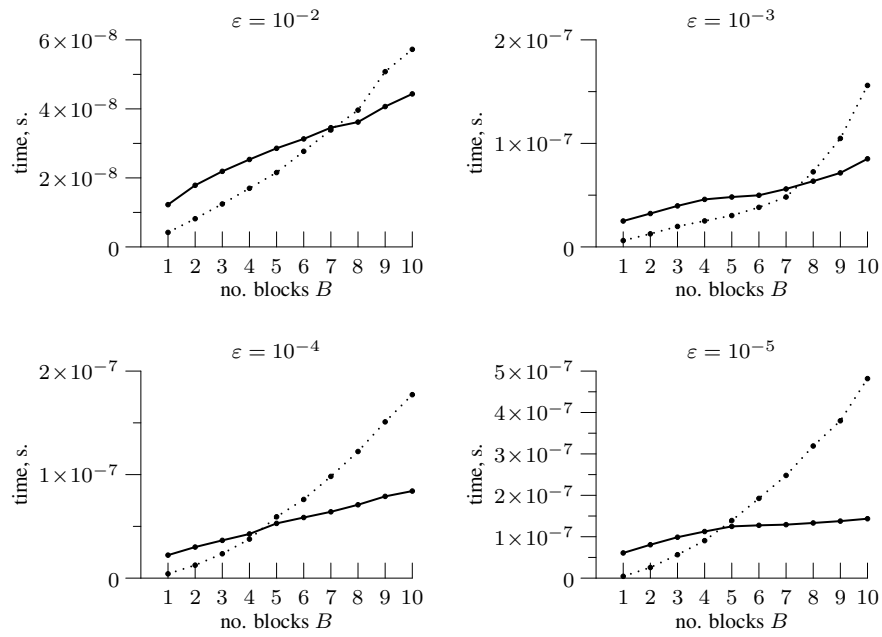 ε = 10⁻²
6×10⁻⁸
4×10⁻⁸
2×10⁻⁸
0
time, s.
1 2 3 4 5 6 7 8 9 10
no. blocks B
ε = 10⁻³
2×10⁻⁷
1×10⁻⁷
0
time, s.
1 2 3 4 5 6 7 8 9 10
no. blocks B
ε = 10⁻⁴
2×10⁻⁷
1×10⁻⁷
0
time, s.
1 2 3 4 5 6 7 8 9 10
no. blocks B
ε = 10⁻⁵
5×10⁻⁷
4×10⁻⁷
3×10⁻⁷
2×10⁻⁷
1×10⁻⁷
0
time, s.
1 2 3 4 5 6 7 8 9 10
no. blocks B